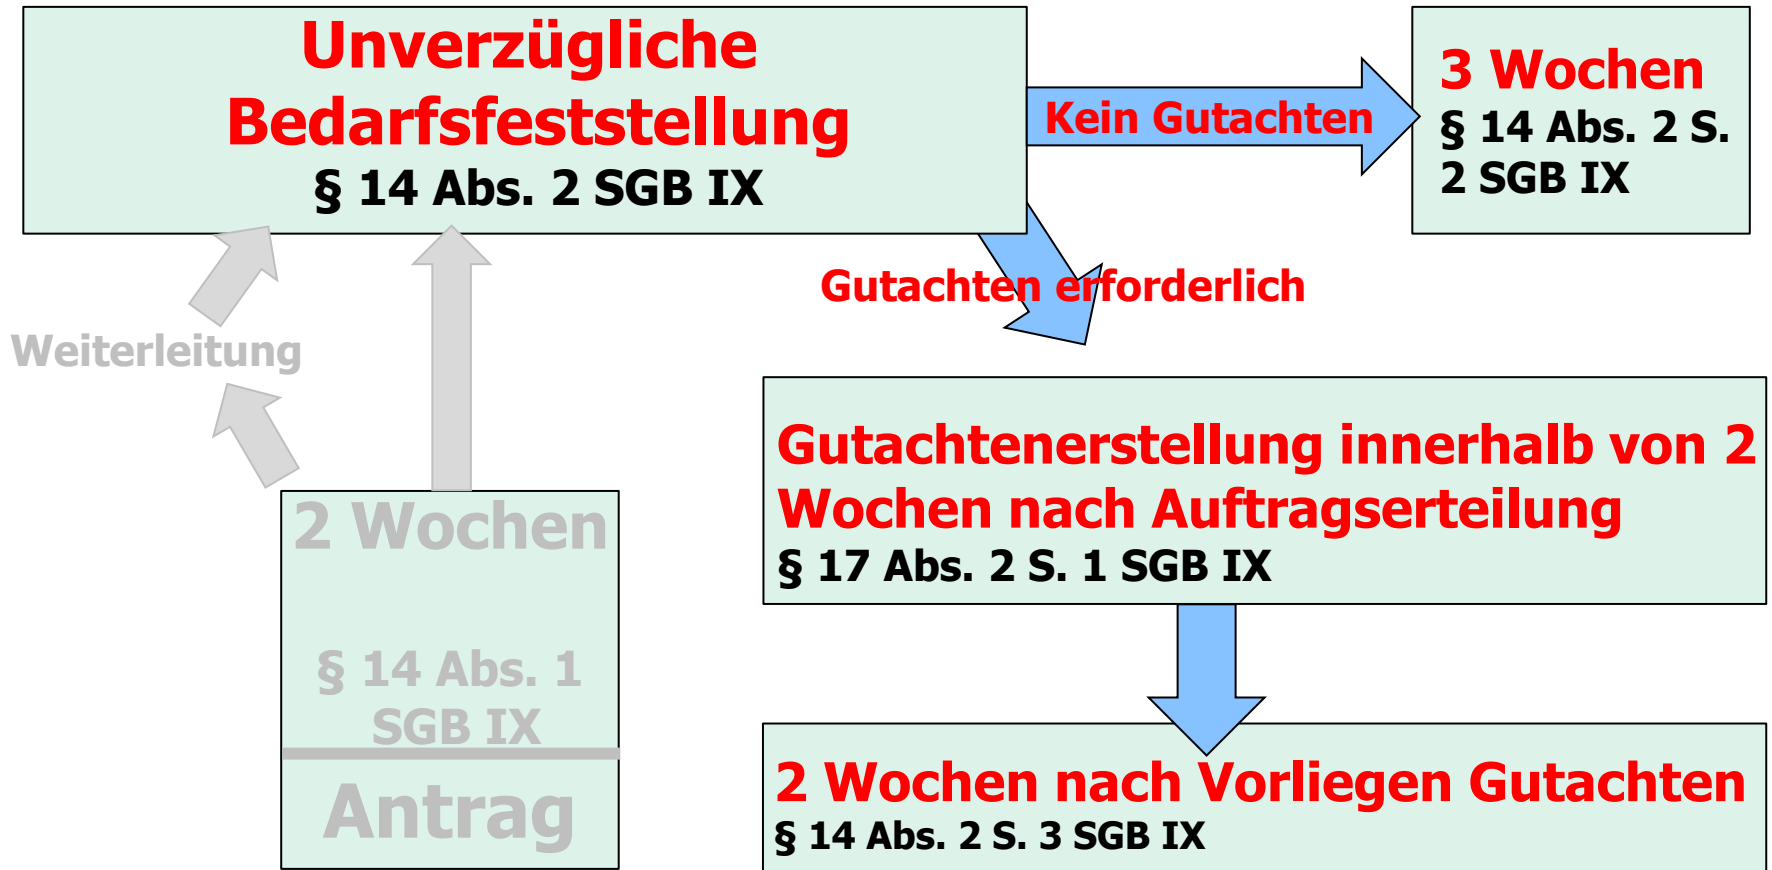 Unverzügliche
Bedarfsfeststellung
§ 14 Abs. 2 SGB IX
Kein Gutachten
3 Wochen
§ 14 Abs. 2 S.
2 SGB IX
Gutachten erforderlich
Weiterleitung
Gutachtenerstellung innerhalb von 2
Wochen nach Auftragserteilung
§ 17 Abs. 2 S. 1 SGB IX
2 Wochen
§ 14 Abs. 1
SGB IX
Antrag
2 Wochen nach Vorliegen Gutachten
§ 14 Abs. 2 S. 3 SGB IX